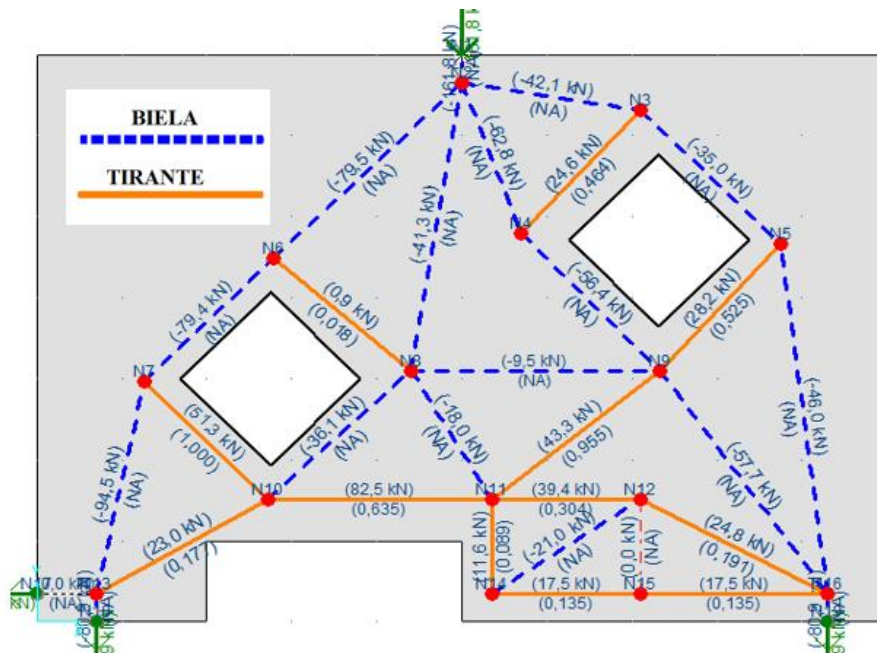 BIELA
TIRANTE
(-161,8 kN)
(-42,1 kN)
(NA)
N3
(-79,5 kN)
(NA)
(-62,8 kN)
(NA)
(24,6 kN)
(0,464)
(-35,0 kN)
(NA)
(-41,3 kN)
(NA)
N4
N5
N6
(-56,4 kN)
(NA)
(28,2 kN)
(0,525)
(-79,4 kN)
(NA)
(0,9 kN)
(0,018)
N7
N8
(-9,5 kN)
(NA)
N9
(51,3 kN)
(1,000)
(-36,1 kN)
(NA)
(-18,0 kN)
(NA)
(43,3 kN)
(0,955)
(-46,0 kN)
(NA)
(-57,7 kN)
(NA)
(-94,5 kN)
(NA)
N10
(82,5 kN)
(0,635)
N11
(39,4 kN)
(0,304)
N12
(23,0 kN)
(0,177)
(11,6 kN)
(0,089)
(-21,0 kN)
(NA)
(0,0 kN)
(NA)
(24,8 kN)
(0,191)
(NA)
N14
(17,5 kN)
(0,135)
N15
(17,5 kN)
(0,135)